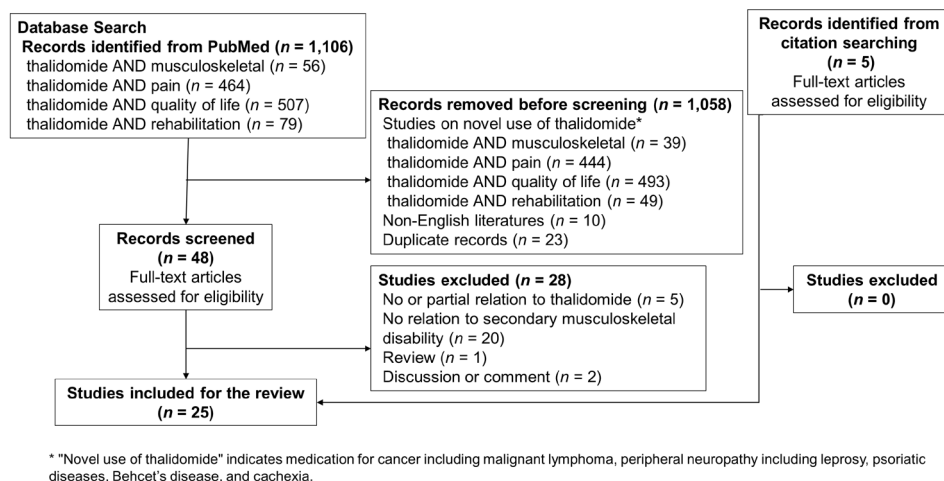 Database Search
Records identified from PubMed (n = 1,106)
thalidomide AND musculoskeletal (n = 56)
thalidomide AND pain (n = 464)
thalidomide AND quality of life (n = 507)
thalidomide AND rehabilitation (n = 79)
Records identified from
citation searching
(n = 5)
Full-text articles
assessed for eligibility
Records removed before screening (n = 1,058)
Studies on novel use of thalidomide*
thalidomide AND musculoskeletal (n = 39)
thalidomide AND pain (n = 444)
thalidomide AND quality of life (n = 493)
thalidomide AND rehabilitation (n = 49)
Non-English literatures (n = 10)
Duplicate records (n = 23)
Records screened
(n = 48)
Full-text articles
assessed for eligibility
Studies excluded (n = 28)
No or partial relation to thalidomide (n = 5)
No relation to secondary musculoskeletal
disability (n = 20)
Review (n = 1)
Discussion or comment (n = 2)
Studies excluded
(n = 0)
Studies included for the review
(n = 25)
* "Novel use of thalidomide" indicates medication for cancer including malignant lymphoma, peripheral neuropathy including leprosy, psoriatic
diseases, Behcet's disease, and cachexia.